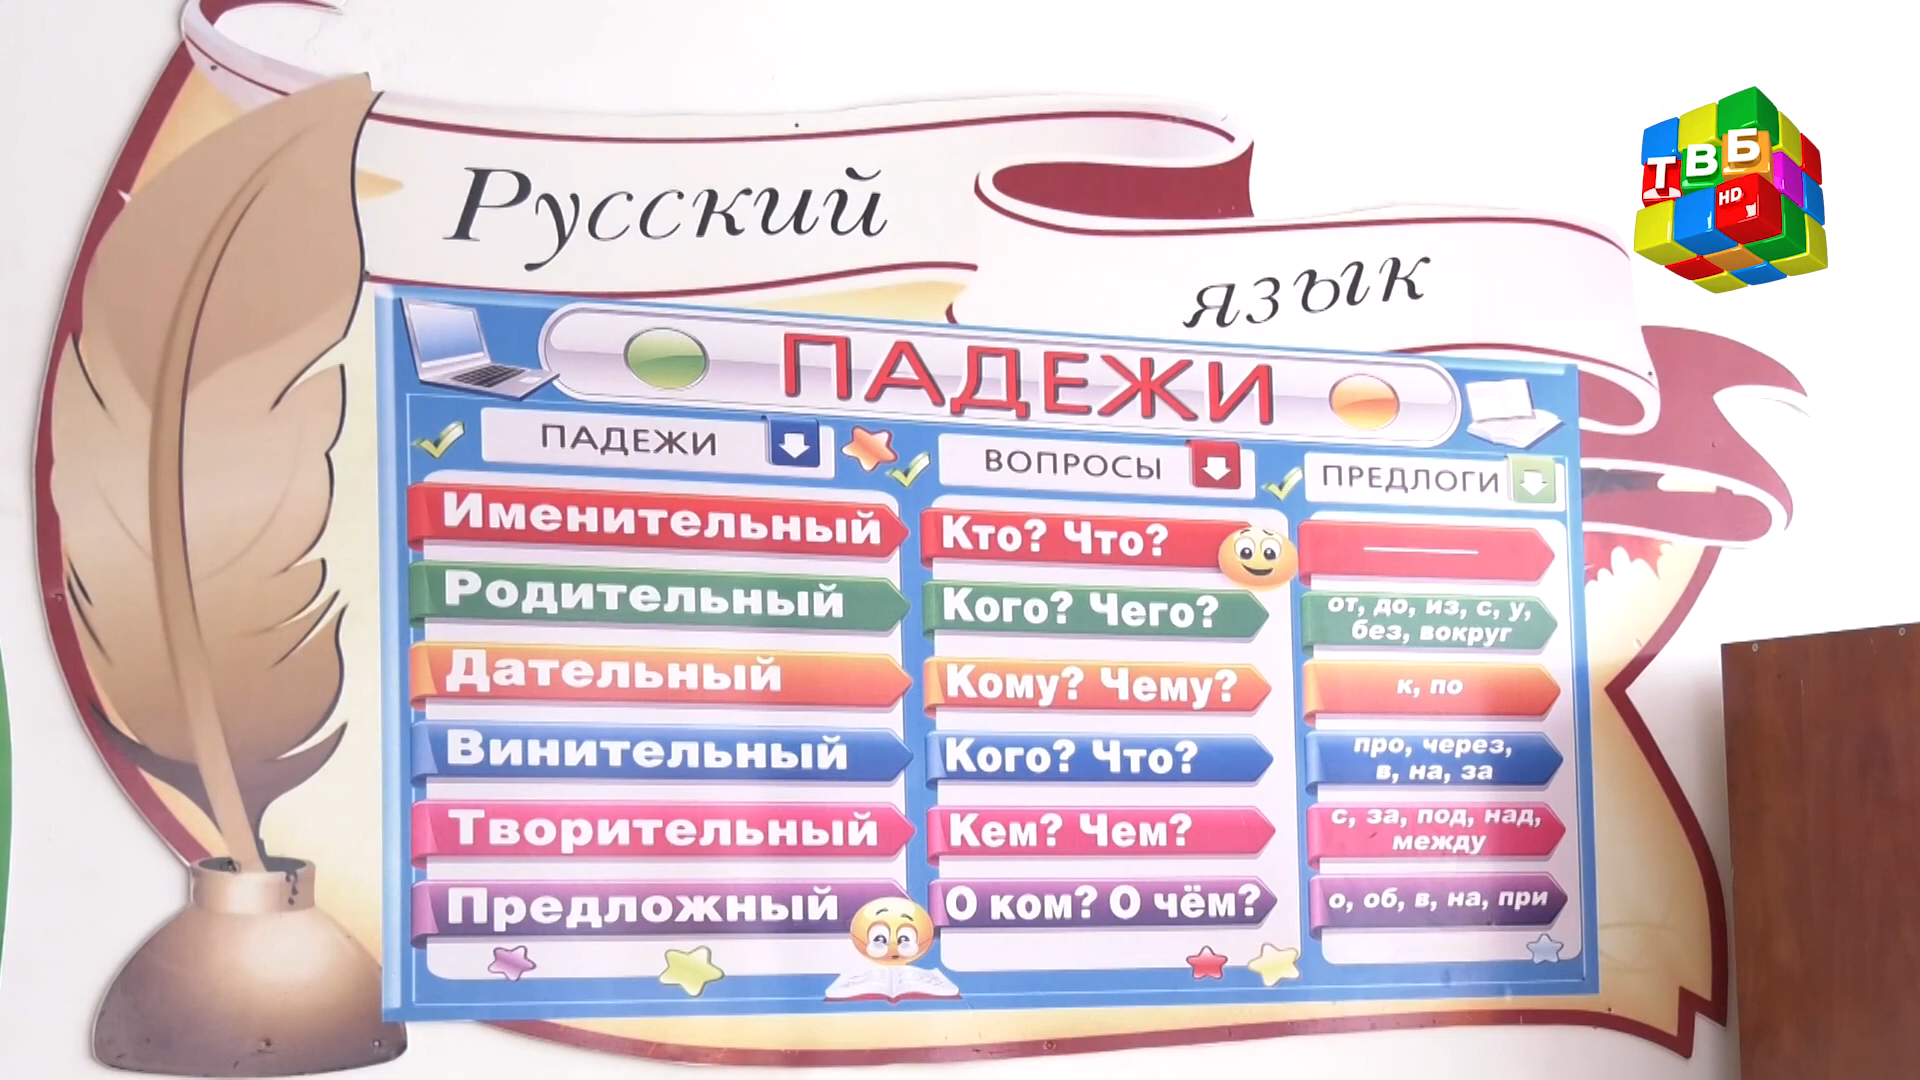 Русский
язык
ТВБ
HD
ПАДЕЖИ
ПАДЕЖИ ВОПРОСЫ ПРЕДЛОГИ
Именительный Кто? Что? ———
Родительный Кого? Чего? от, до, из, с, у,
без, вокруг
Дательный Кому? Чему? к, по
Винительный Кого? Что? про, через,
в, на, за
Творительный Кем? Чем? с, за, под, над,
между
Предложный О ком? О чём? о, об, в, на, при